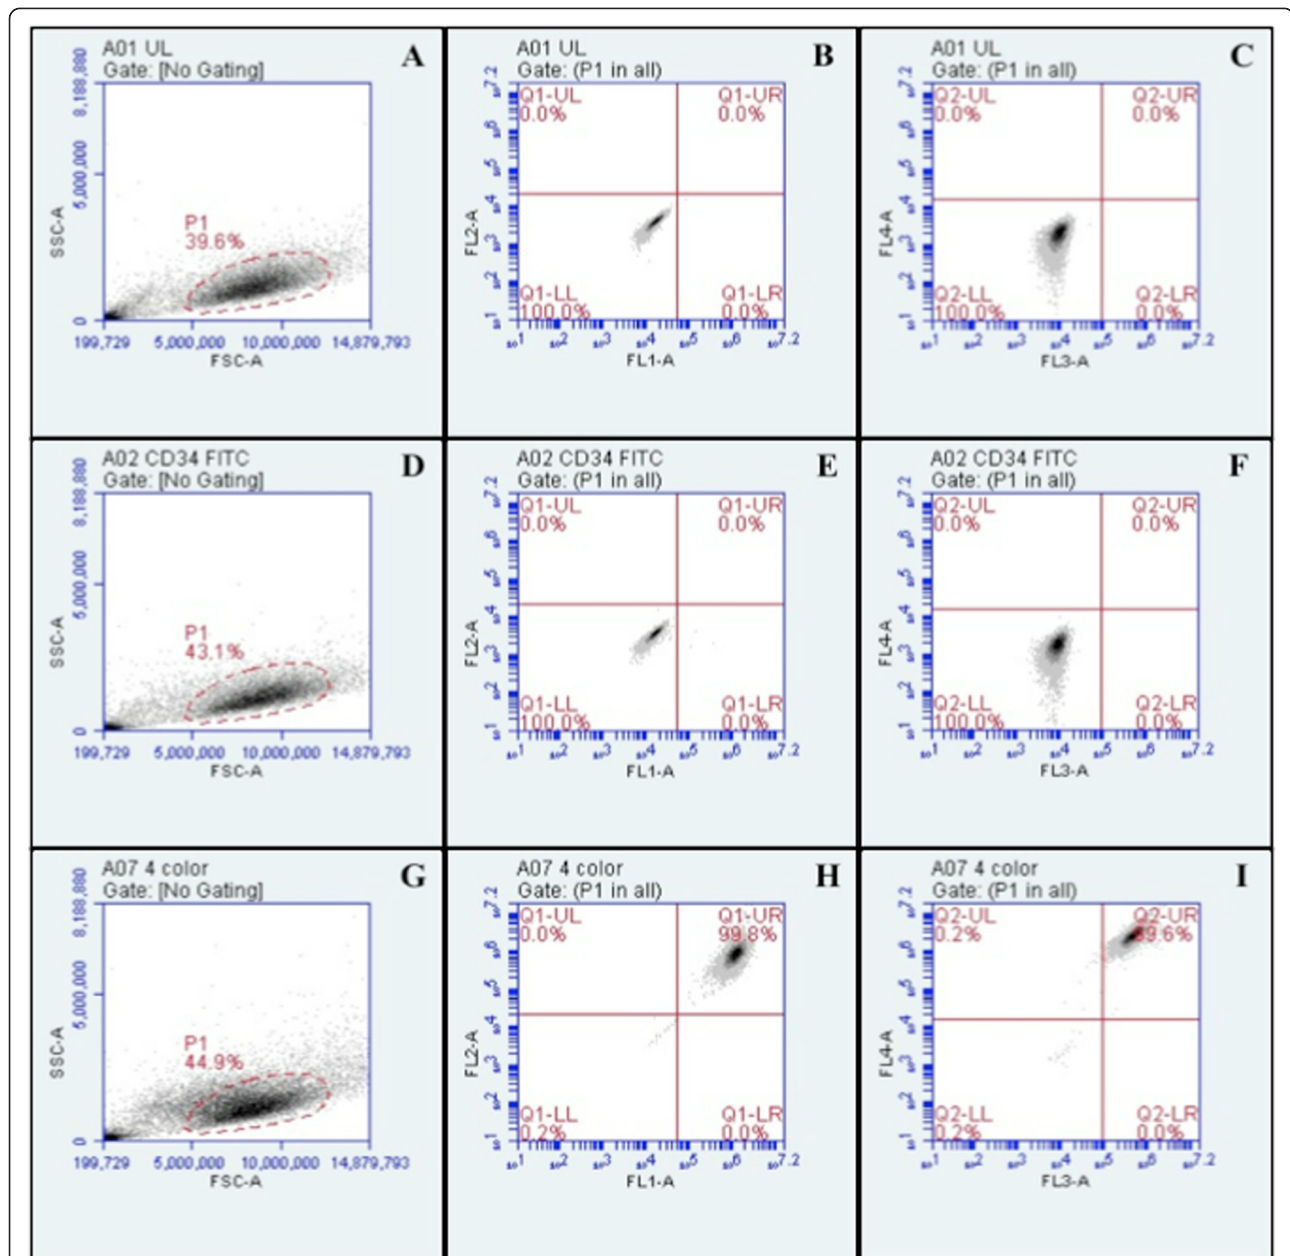 A01 UL
Gate: [No Gating]
A
8,188,880
5,000,000
0
SSC-A
P1
39.6%
199,729 5,000,000 10,000,000 14,879,793
FSC-A
A01 UL
Gate: (P1 in all)
B
Q1-UL
0.0%
Q1-UR
0.0%
FL2-A
Q1-LL
100.0%
Q1-LR
0.0%
FL1-A
A01 UL
Gate: (P1 in all)
C
Q2-UL
0.0%
Q2-UR
0.0%
FL4-A
Q2-LL
100.0%
Q2-LR
0.0%
FL3-A
A02 CD34 FITC
Gate: [No Gating]
D
8,188,880
5,000,000
0
SSC-A
P1
43.1%
199,729 5,000,000 10,000,000 14,879,793
FSC-A
A02 CD34 FITC
Gate: (P1 in all)
E
Q1-UL
0.0%
Q1-UR
0.0%
FL2-A
Q1-LL
100.0%
Q1-LR
0.0%
FL1-A
A02 CD34 FITC
Gate: (P1 in all)
F
Q2-UL
0.0%
Q2-UR
0.0%
FL4-A
Q2-LL
100.0%
Q2-LR
0.0%
FL3-A
A07 4 color
Gate: [No Gating]
G
8,188,880
5,000,000
0
SSC-A
P1
44.9%
199,729 5,000,000 10,000,000 14,879,793
FSC-A
A07 4 color
Gate: (P1 in all)
H
Q1-UL
0.0%
Q1-UR
99.8%
FL2-A
Q1-LL
0.2%
Q1-LR
0.0%
FL1-A
A07 4 color
Gate: (P1 in all)
I
Q2-UL
0.2%
Q2-UR
FL4-A
Q2-LL
0.2%
Q2-LR
0.0%
FL3-A